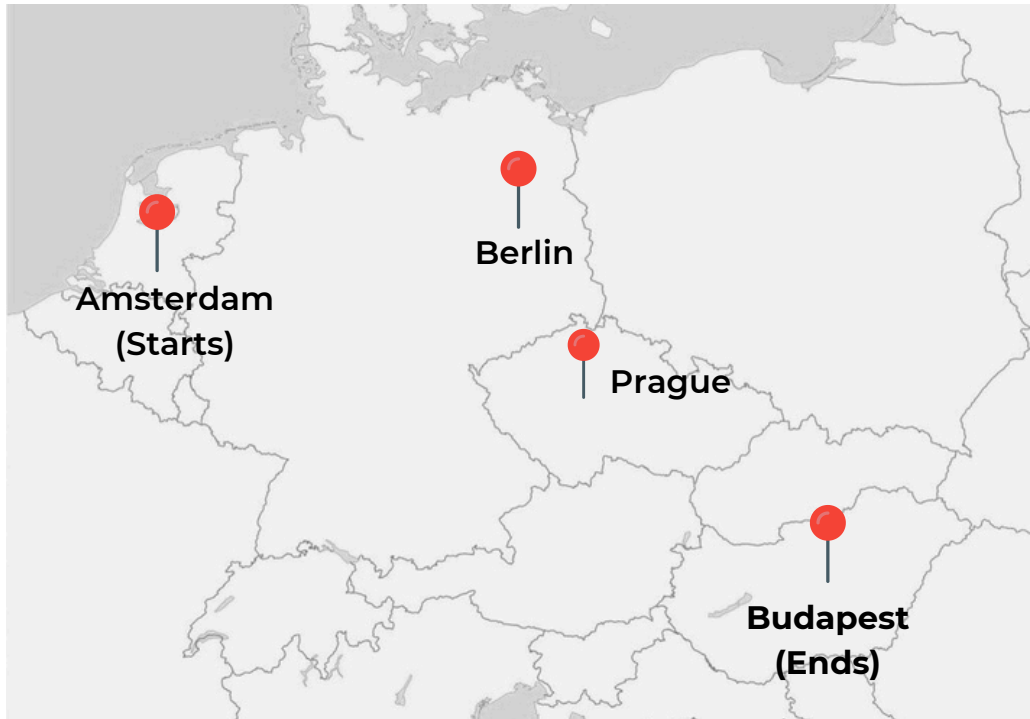 Berlin
Amsterdam
(Starts)
Prague
Budapest
(Ends)